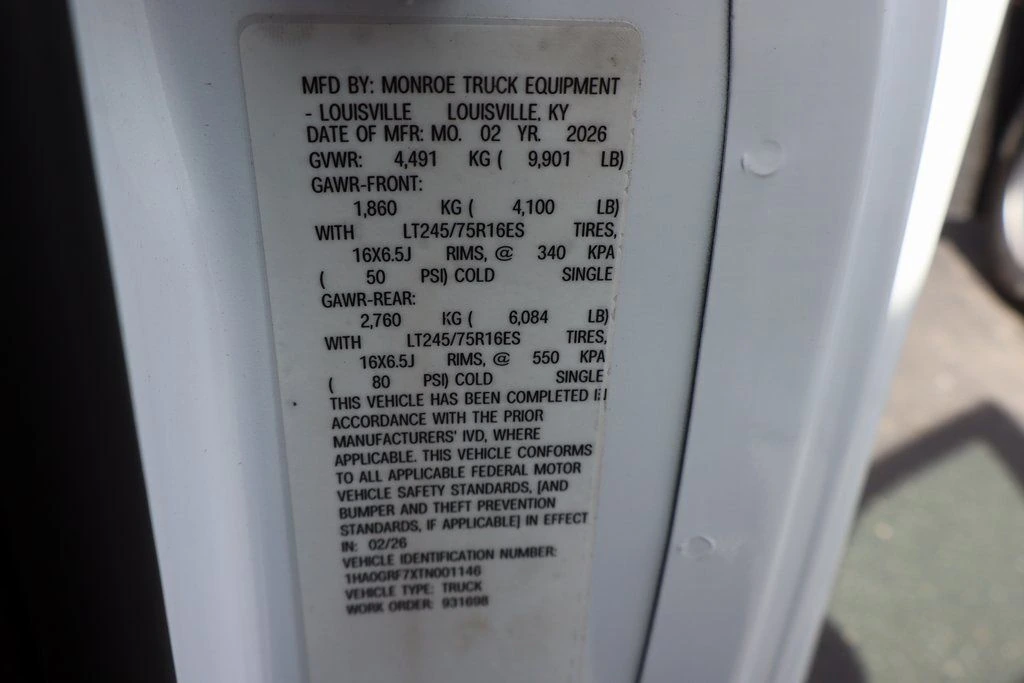 MFD BY: MONROE TRUCK EQUIPMENT
- LOUISVILLE LOUISVILLE, KY
DATE OF MFR: MO. 02 YR. 2026
GVWR: 4,491 KG ( 9,901 LB)
GAWR-FRONT:
1,860 KG ( 4,100 LB)
WITH LT245/75R16ES TIRES,
16X6.5J RIMS, @ 340 KPA
( 50 PSI) COLD SINGLE
GAWR-REAR:
2,760 KG ( 6,084 LB)
WITH LT245/75R16ES TIRES,
16X6.5J RIMS, @ 550 KPA
( 80 PSI) COLD SINGLE
THIS VEHICLE HAS BEEN COMPLETED IN
ACCORDANCE WITH THE PRIOR
MANUFACTURERS' IVD, WHERE
APPLICABLE. THIS VEHICLE CONFORMS
TO ALL APPLICABLE FEDERAL MOTOR
VEHICLE SAFETY STANDARDS, [AND
BUMPER AND THEFT PREVENTION
STANDARDS, IF APPLICABLE] IN EFFECT
IN: 02/26
VEHICLE IDENTIFICATION NUMBER:
1HA0GRF7XTN001146
VEHICLE TYPE: TRUCK
WORK ORDER: 931698